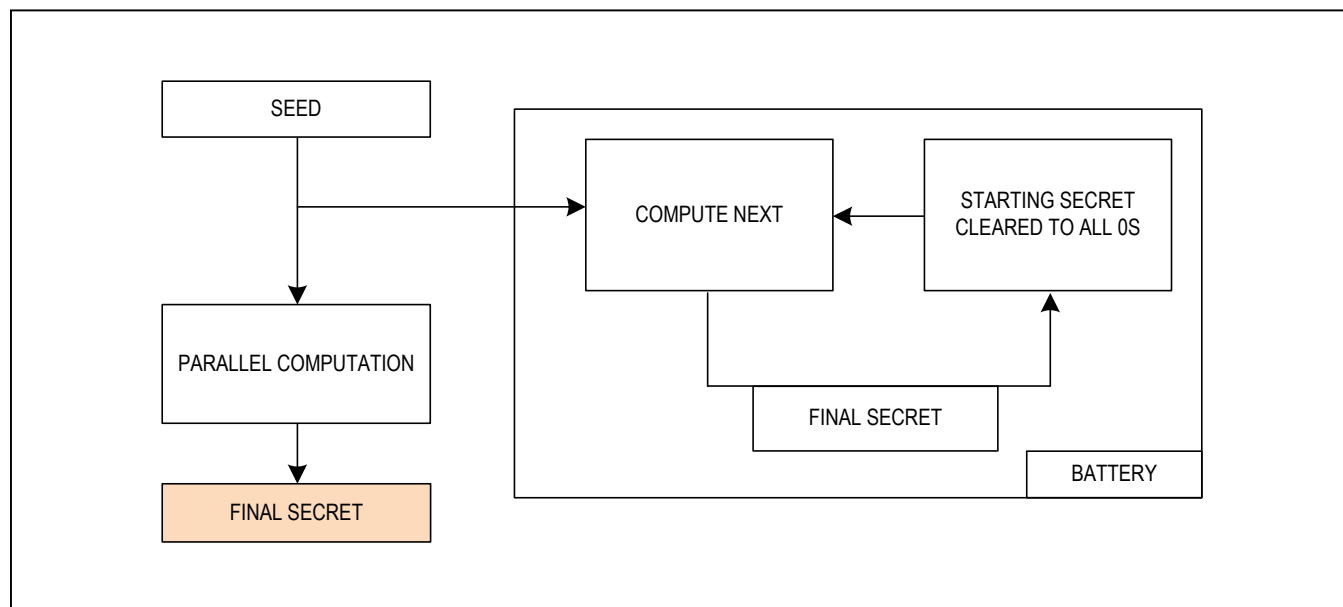 SEED
COMPUTE NEXT
STARTING SECRET
CLEARED TO ALL 0S
PARALLEL COMPUTATION
FINAL SECRET
BATTERY
FINAL SECRET